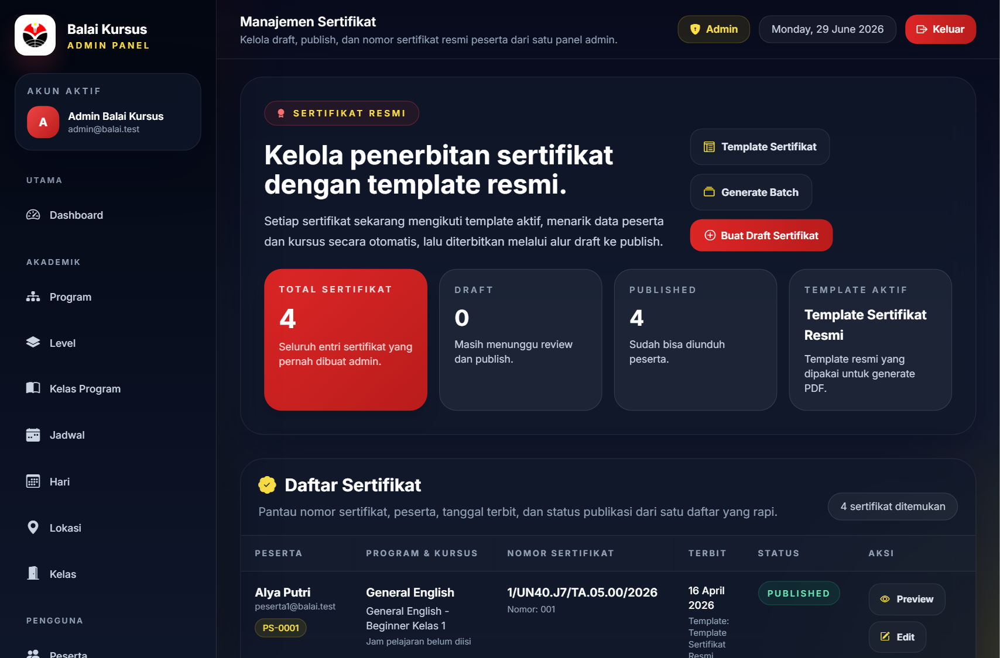 Balai Kursus
ADMIN PANEL
AKUN AKTIF
A
Admin Balai Kursus
admin@balai.test
UTAMA
Dashboard
AKADEMIK
Program
Level
Kelas Program
Jadwal
Hari
Lokasi
Kelas
PENGGUNA
Peserta
Manajemen Sertifikat
Kelola draft, publish, dan nomor sertifikat resmi peserta dari satu panel admin.
Admin
Monday, 29 June 2026
Keluar
SERTIFIKAT RESMI
Kelola penerbitan sertifikat
dengan template resmi.
Setiap sertifikat sekarang mengikuti template aktif, menarik data peserta
dan kursus secara otomatis, lalu diterbitkan melalui alur draft ke publish.
Template Sertifikat
Generate Batch
Buat Draft Sertifikat
TOTAL SERTIFIKAT
4
Seluruh entri sertifikat yang
pernah dibuat admin.
DRAFT
0
Masih menunggu review
dan publish.
PUBLISHED
4
Sudah bisa diunduh
peserta.
TEMPLATE AKTIF
Template Sertifikat
Resmi
Template resmi yang
dipakai untuk generate
PDF.
Daftar Sertifikat
Pantau nomor sertifikat, peserta, tanggal terbit, dan status publikasi dari satu daftar yang rapi.
4 sertifikat ditemukan
PESERTA
PROGRAM & KURSUS
NOMOR SERTIFIKAT
TERBIT
STATUS
AKSI
Alya Putri
peserta1@balai.test
PS-0001
General English
General English -
Beginner Kelas 1
Jam pelajaran belum diisi
1/UN40.J7/TA.05.00/2026
Nomor: 001
16 April
2026
Template:
Template
Sertifikat
Resmi
PUBLISHED
Preview
Edit